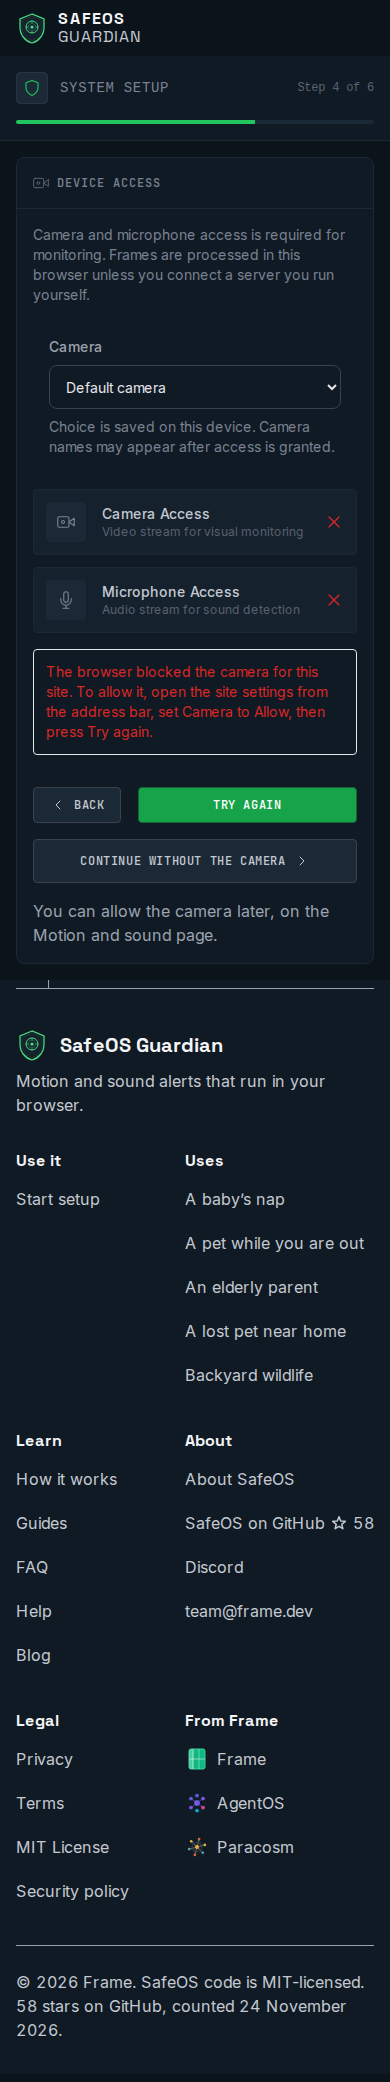 SAFEOS
GUARDIAN
SYSTEM SETUP
Step 4 of 6
DEVICE ACCESS
Camera and microphone access is required for
monitoring. Frames are processed in this
browser unless you connect a server you run
yourself.
Camera
Default camera
Choice is saved on this device. Camera
names may appear after access is granted.
Camera Access
Video stream for visual monitoring
Microphone Access
Audio stream for sound detection
The browser blocked the camera for this
site. To allow it, open the site settings from
the address bar, set Camera to Allow, then
press Try again.
BACK
TRY AGAIN
CONTINUE WITHOUT THE CAMERA
You can allow the camera later, on the
Motion and sound page.
SafeOS Guardian
Motion and sound alerts that run in your
browser.
Use it
Start setup
Uses
A baby’s nap
A pet while you are out
An elderly parent
A lost pet near home
Backyard wildlife
Learn
How it works
Guides
FAQ
Help
Blog
About
About SafeOS
SafeOS on GitHub ☆ 58
Discord
team@frame.dev
Legal
Privacy
Terms
MIT License
Security policy
From Frame
Frame
AgentOS
Paracosm
© 2026 Frame. SafeOS code is MIT-licensed.
58 stars on GitHub, counted 24 November
2026.